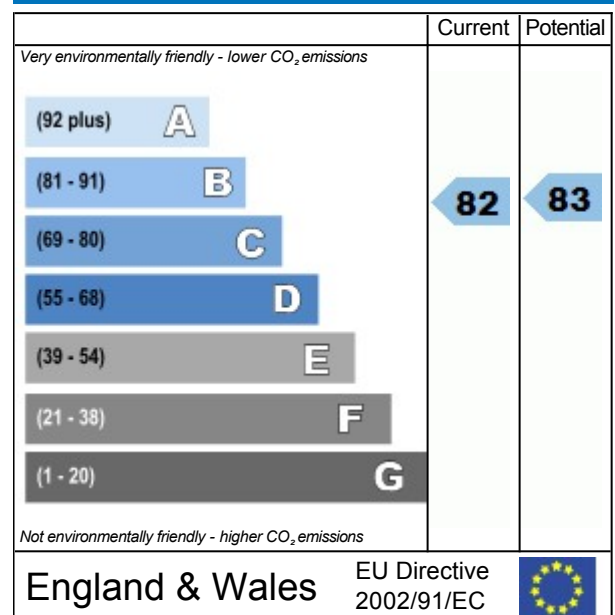 Current Potential
Very environmentally friendly - lower CO₂ emissions
(92 plus) A
(81 - 91) B
82 83
(69 - 80) C
(55 - 68) D
(39 - 54) E
(21 - 38) F
(1 - 20) G
Not environmentally friendly - higher CO₂ emissions
England & Wales
EU Directive
2002/91/EC